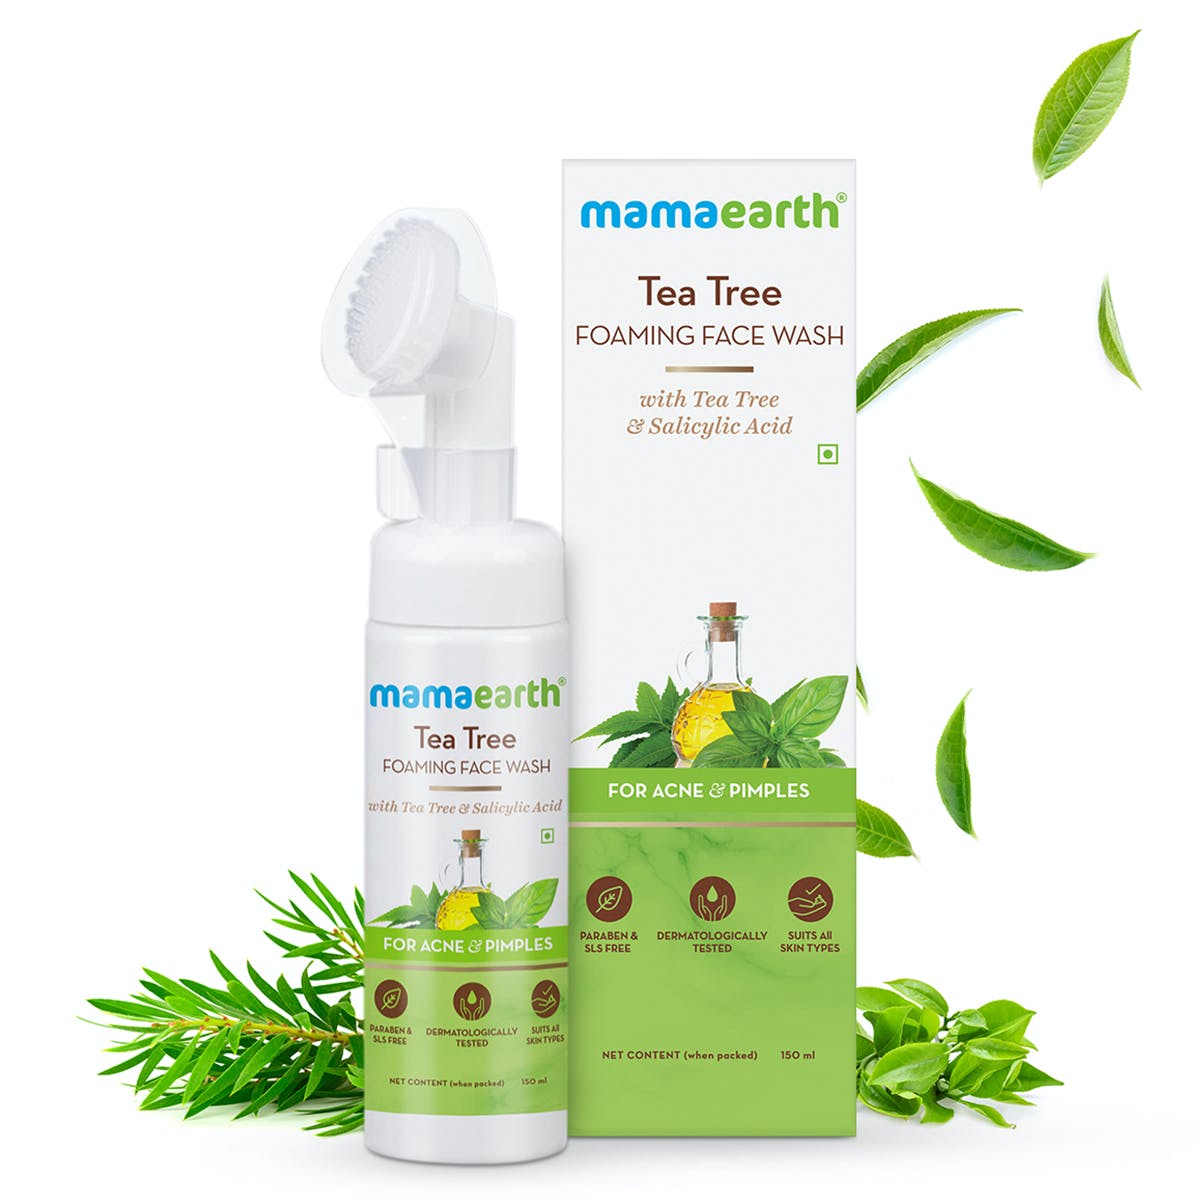 mamaearth®
Tea Tree
FOAMING FACE WASH
with Tea Tree
& Salicylic Acid
FOR ACNE & PIMPLES
PARABEN &
SLS FREE
DERMATOLOGICALLY
TESTED
SUITS All
SKIN TYPES
NET CONTENT (when packed) 150 ml
mamaearth®
Tea Tree
FOAMING FACE WASH
with Tea Tree & Salicylic Acid
FOR ACNE & PIMPLES
PARABEN &
SLS FREE
DERMATOLOGICALLY
TESTED
SUITS All
SKIN TYPES
NET CONTENT (when packed) 150 ml